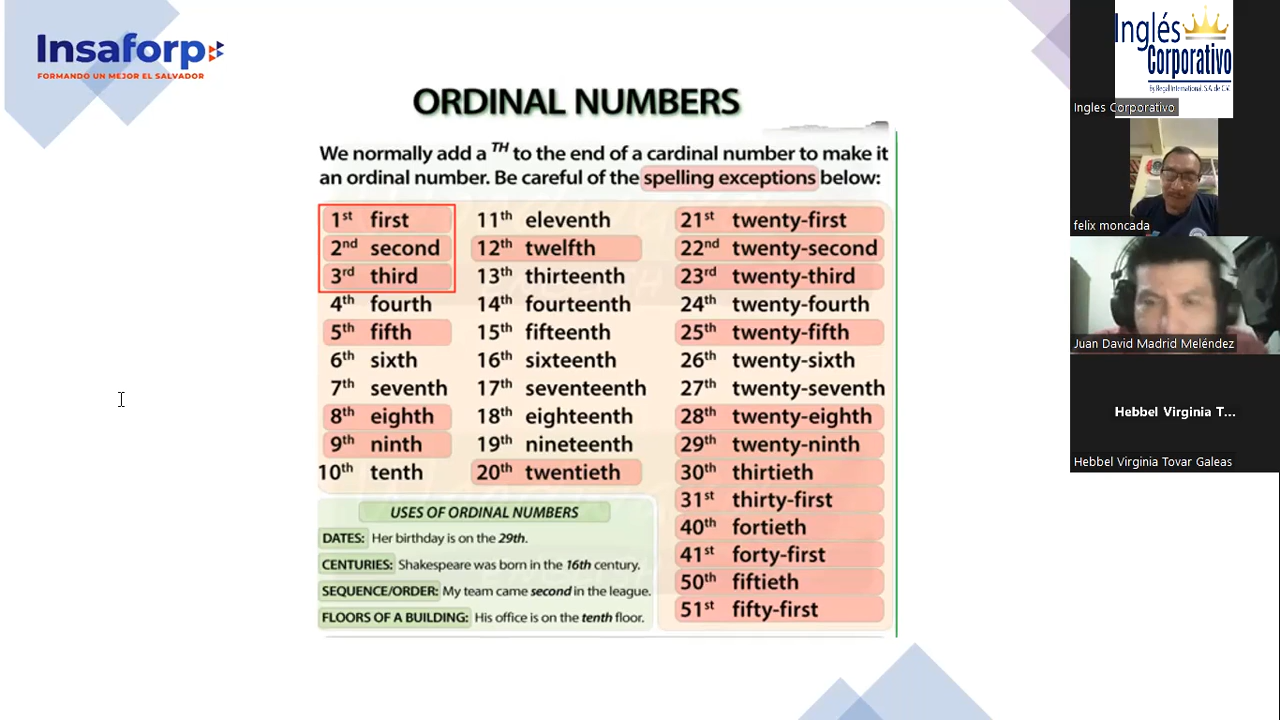 Insaforp
FORMANDO UN MEJOR EL SALVADOR
ORDINAL NUMBERS
We normally add a TH to the end of a cardinal number to make it
an ordinal number. Be careful of the spelling exceptions below:
1st first
2nd second
3rd third
4th fourth
5th fifth
6th sixth
7th seventh
8th eighth
9th ninth
10th tenth
11th eleventh
12th twelfth
13th thirteenth
14th fourteenth
15th fifteenth
16th sixteenth
17th seventeenth
18th eighteenth
19th nineteenth
20th twentieth
21st twenty-first
22nd twenty-second
23rd twenty-third
24th twenty-fourth
25th twenty-fifth
26th twenty-sixth
27th twenty-seventh
28th twenty-eighth
29th twenty-ninth
30th thirtieth
31st thirty-first
40th fortieth
41st forty-first
50th fiftieth
51st fifty-first
USES OF ORDINAL NUMBERS
DATES: Her birthday is on the 29th.
CENTURIES: Shakespeare was born in the 16th century.
SEQUENCE/ORDER: My team came second in the league.
FLOORS OF A BUILDING: His office is on the tenth floor.
Inglés
Corporativo
By Regal International, S.A. de C.V.
Ingles Corporativo
felix moncada
Juan David Madrid Meléndez
Hebbel Virginia T...
Hebbel Virginia Tovar Galeas